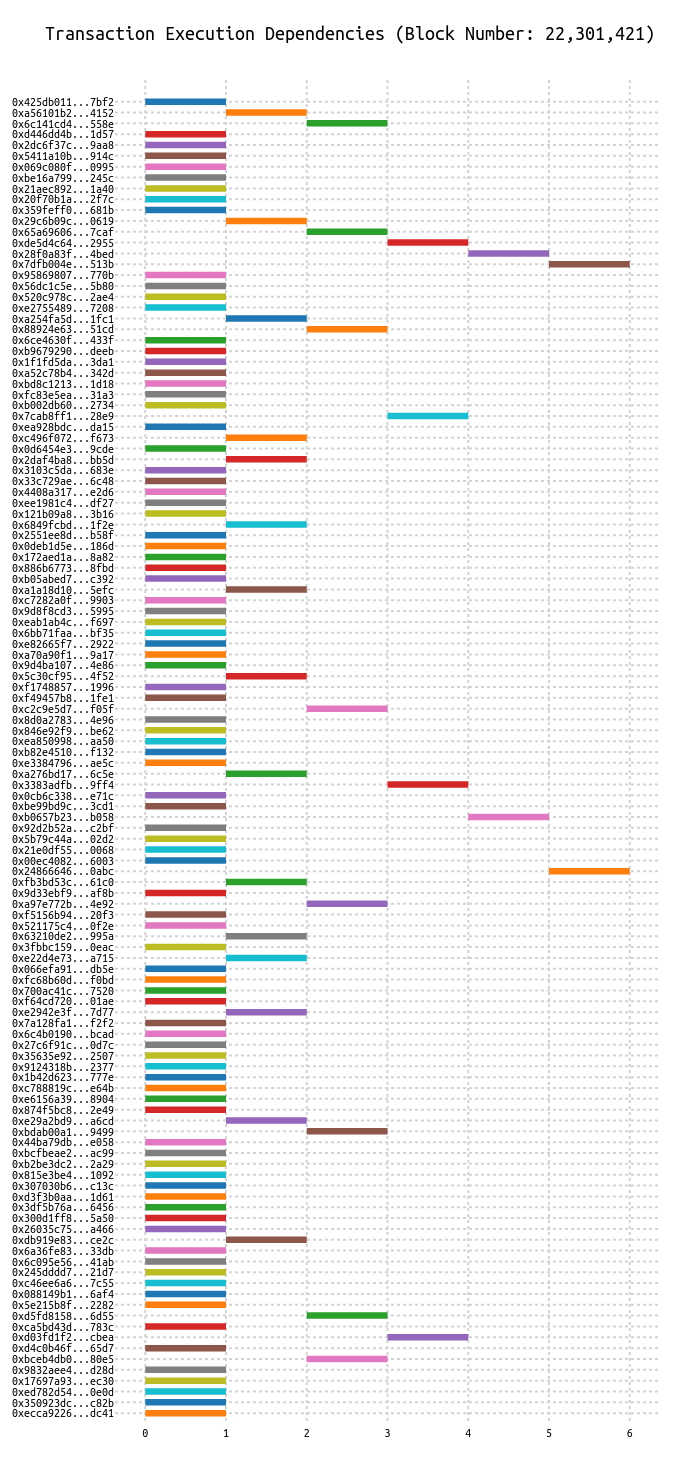 Transaction Execution Dependencies (Block Number: 22,301,421)
0x425db011...7bf2
0xa56101b2...4152
0x6c141cd4...558e
0xd446dd4b...1d57
0x2dc6f37c...9aa8
0x5411a10b...914c
0x069c080f...0995
0xbe16a799...245c
0x21aec892...1a40
0x20f70b1a...2f7c
0x359feff0...681b
0x29c6b09c...0619
0x65a69606...7caf
0xde5d4c64...2955
0x28f0a83f...4bed
0x7dfb004e...513b
0x95869807...770b
0x56dc1c5e...5b80
0x520c978c...2ae4
0xe2755489...7208
0xa254fa5d...1fc1
0x88924e63...51cd
0x6ce4630f...433f
0xb9679290...deeb
0x1f1fd5da...3da1
0xa52c78b4...342d
0xbd8c1213...1d18
0xfc83e5ea...31a3
0xb002db60...2734
0x7cab8ff1...28e9
0xea928bdc...da15
0xc496f072...f673
0x0d6454e3...9cde
0x2daf4ba8...bb5d
0x3103c5da...683e
0x33c729ae...6c48
0x4408a317...e2d6
0xee1981c4...df27
0x121b09a8...3b16
0x6849fcbd...1f2e
0x2551ee8d...b58f
0x0deb1d5e...186d
0x172aed1a...8a82
0x886b6773...8fbd
0xb05abed7...c392
0xa1a18d10...5efc
0xc7282a0f...9903
0x9d8f8cd3...5995
0xeab1ab4c...f697
0x6bb71faa...bf35
0xe82665f7...2922
0xa70a90f1...9a17
0x9d4ba107...4e86
0x5c30cf95...4f52
0xf1748857...1996
0xf49457b8...1fe1
0xc2c9e5d7...f05f
0x8d0a2783...4e96
0x846e92f9...be62
0xea850998...aa50
0xb82e4510...f132
0xe3384796...ae5c
0xa276bd17...6c5e
0x3383adfb...9ff4
0x0cb6c338...e71c
0xbe99bd9c...3cd1
0xb0657b23...b058
0x92d2b52a...c2bf
0x5b79c44a...02d2
0x21e0df55...0068
0x00ec4082...6003
0x24866646...0abc
0xfb3bd53c...61c0
0x9d33ebf9...af8b
0xa97e772b...4e92
0xf5156b94...20f3
0x521175c4...0f2e
0x63210de2...995a
0x3fbbc159...0eac
0xe22d4e73...a715
0x066efa91...db5e
0xfc68b60d...f0bd
0x700ac41c...7520
0xf64cd720...01ae
0xe2942e3f...7d77
0x7a128fa1...f2f2
0x6c4b0190...bcad
0x27c6f91c...0d7c
0x35635e92...2507
0x9124318b...2377
0x1b42d623...777e
0xc788819c...e64b
0xe6156a39...8904
0x874f5bc8...2e49
0xe29a2bd9...a6cd
0xbdab00a1...9499
0x44ba79db...e058
0xbcfbeae2...ac99
0xb2be3dc2...2a29
0x815e3be4...1092
0x307030b6...c13c
0xd3f3b0aa...1d61
0x3df5b76a...6456
0x300d1ff8...5a50
0x26035c75...a466
0xdb919e83...ce2c
0x6a36fe83...33db
0x6c095e56...41ab
0x245dddd7...21d7
0xc46ee6a6...7c55
0x088149b1...6af4
0x5e215b8f...2282
0xd5fd8158...6d55
0xca5bd43d...783c
0xd03fd1f2...cbea
0xd4c0b46f...65d7
0xbceb4db0...80e5
0x9832aee4...d28d
0x17697a93...ec30
0xed782d54...0e0d
0x350923dc...c82b
0xecca9226...dc41
0 1 2 3 4 5 6